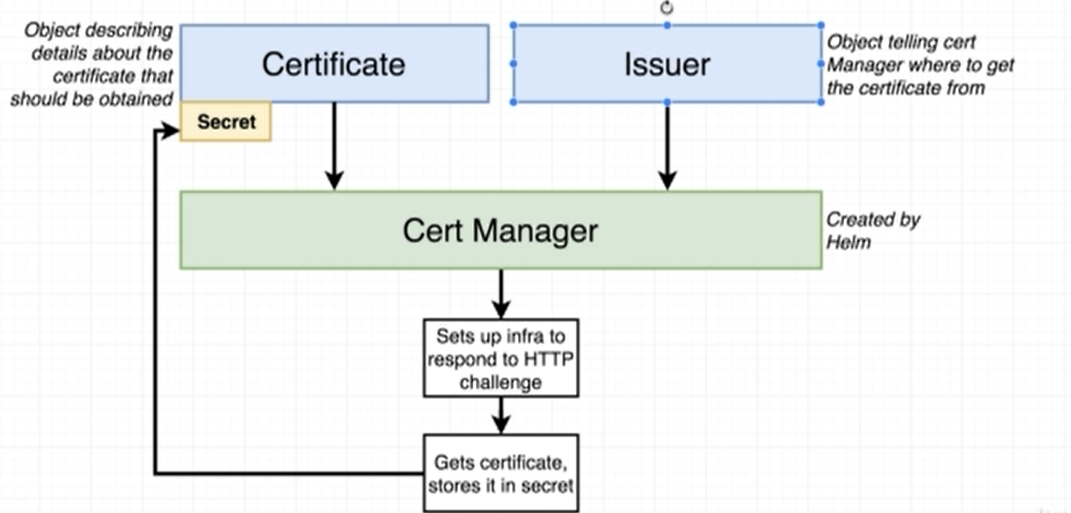 Object describing
details about the
certificate that
should be obtained
Certificate
Issuer
Object telling cert
Manager where to get
the certificate from
Secret
Cert Manager
Created by
Helm
Sets up infra to
respond to HTTP
challenge
Gets certificate,
stores it in secret